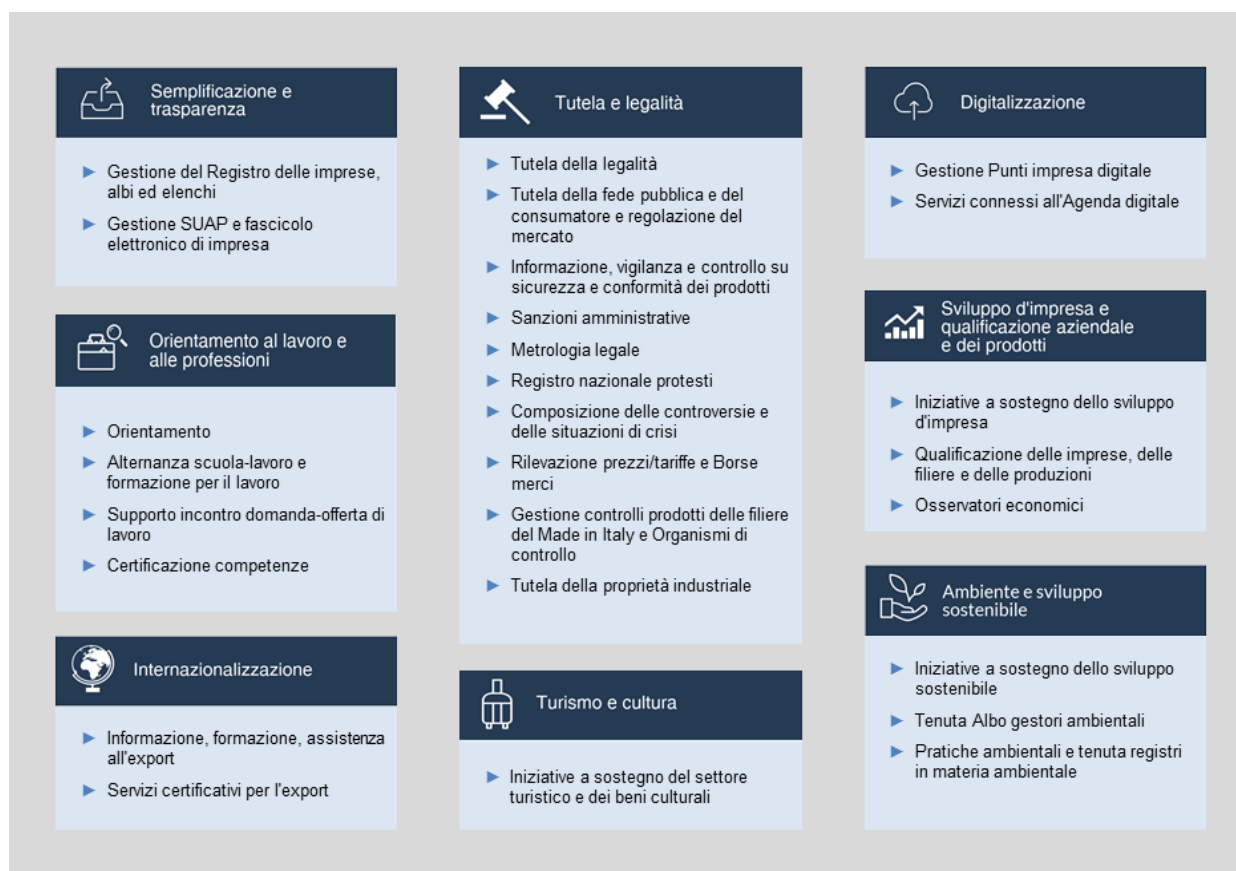 Semplificazione e
trasparenza
► Gestione del Registro delle imprese,
albi ed elenchi
► Gestione SUAP e fascicolo
elettronico di impresa
Orientamento al lavoro e
alle professioni
► Orientamento
► Alternanza scuola-lavoro e
formazione per il lavoro
► Supporto incontro domanda-offerta di
lavoro
► Certificazione competenze
Internazionalizzazione
► Informazione, formazione, assistenza
all'export
► Servizi certificativi per l'export
Tutela e legalità
► Tutela della legalità
► Tutela della fede pubblica e del
consumatore e regolazione del
mercato
► Informazione, vigilanza e controllo su
sicurezza e conformità dei prodotti
► Sanzioni amministrative
► Metrologia legale
► Registro nazionale protesti
► Composizione delle controversie e
delle situazioni di crisi
► Rilevazione prezzi/tariffe e Borse
merci
► Gestione controlli prodotti delle filiere
del Made in Italy e Organismi di
controllo
► Tutela della proprietà industriale
Turismo e cultura
► Iniziative a sostegno del settore
turistico e dei beni culturali
Digitalizzazione
► Gestione Punti impresa digitale
► Servizi connessi all'Agenda digitale
Sviluppo d'impresa e
qualificazione aziendale
e dei prodotti
► Iniziative a sostegno dello sviluppo
d'impresa
► Qualificazione delle imprese, delle
filiere e delle produzioni
► Osservatori economici
Ambiente e sviluppo
sostenibile
► Iniziative a sostegno dello sviluppo
sostenibile
► Tenuta Albo gestori ambientali
► Pratiche ambientali e tenuta registri
in materia ambientale